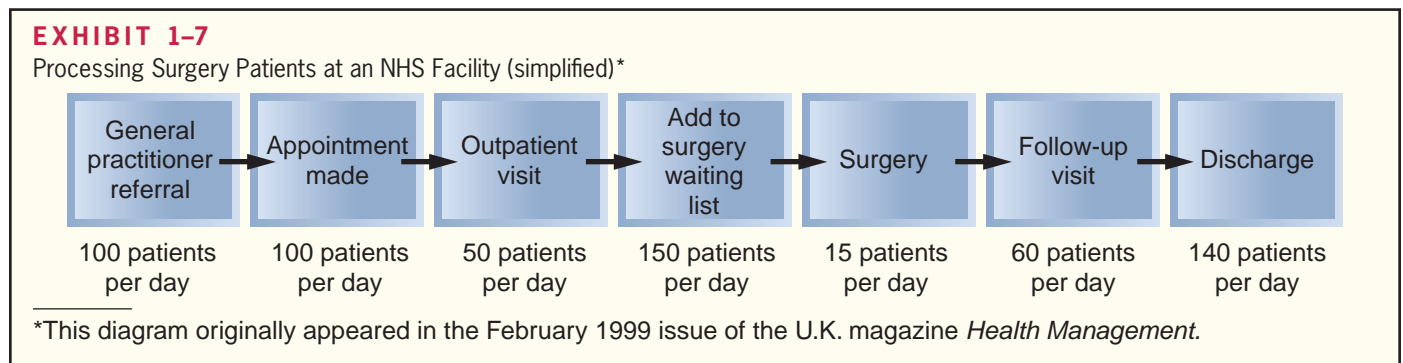 EXHIBIT 1–7
Processing Surgery Patients at an NHS Facility (simplified)*
General
practitioner
referral
Appointment
made
Outpatient
visit
Add to
surgery
waiting
list
Surgery
Follow-up
visit
Discharge
100 patients
per day
100 patients
per day
50 patients
per day
150 patients
per day
15 patients
per day
60 patients
per day
140 patients
per day
*This diagram originally appeared in the February 1999 issue of the U.K. magazine Health Management.